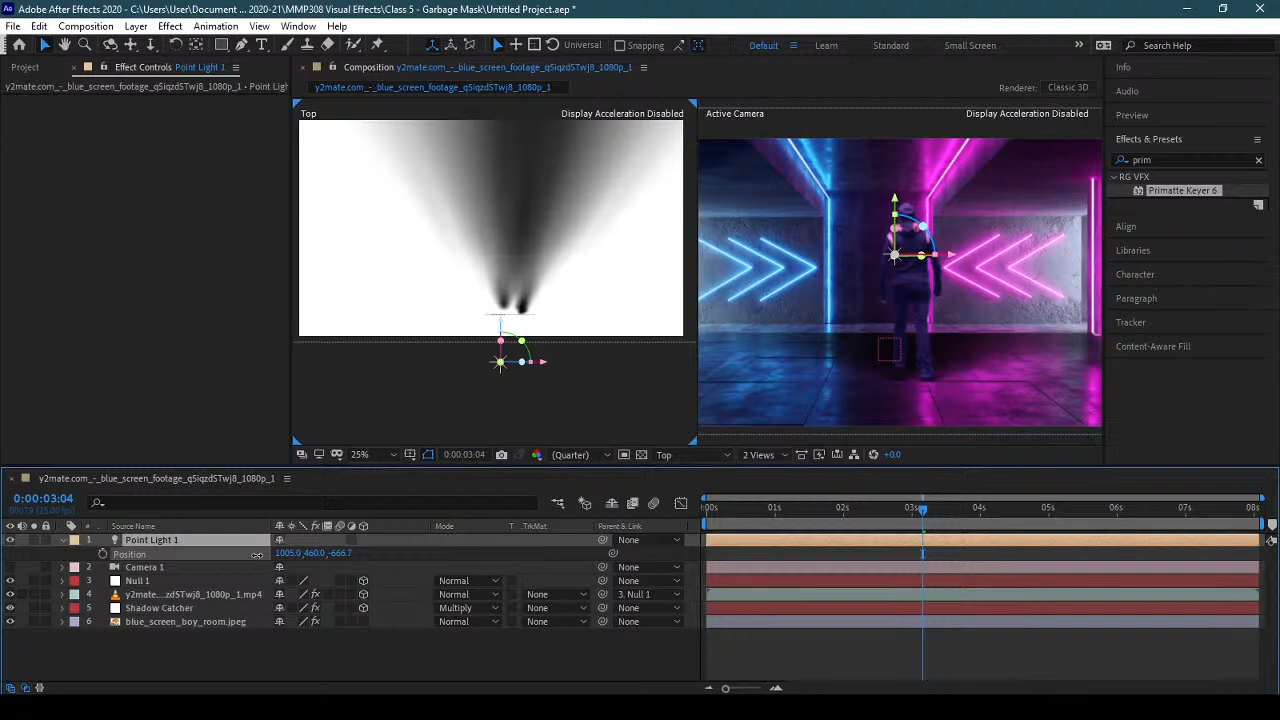 Adobe After Effects 2020 - C:\Users\User\Document ... 2020-21\MMP308 Visual Effects\Class 5 - Garbage Mask\Untitled Project.aep *
File Edit Composition Layer Effect Animation View Window Help
Universal Snapping Default Learn Standard Small Screen Search Help
Project Effect Controls Point Light 1
y2mate.com_-_blue_screen_footage_q5iqzdSTwj8_1080p_1 • Point Ligh
Composition y2mate.com_-_blue_screen_footage_q5iqzdSTwj8_1080p_1
y2mate.com_-_blue_screen_footage_q5iqzdSTwj8_1080p_1
Renderer: Classic 3D
Top Display Acceleration Disabled
Active Camera Display Acceleration Disabled
Info
Audio
Preview
Effects & Presets
prim
RG VFX
Primatte Keyer 6
Align
Libraries
Character
Paragraph
Tracker
Content-Aware Fill
25% 0:00:03:04 (Quarter) Top 2 Views +0.0
y2mate.com_-_blue_screen_footage_q5iqzdSTwj8_1080p_1
0:00:03:04
00079 (25.00 fps)
:00s 01s 02s 03s 04s 05s 06s 07s 08s
# Source Name Mode T .TrkMat Parent & Link
1 Point Light 1 None
Position 1005.0,460.0,-666.7
2 Camera 1 None
3 Null 1 Normal None
4 y2mate....zdSTwj8_1080p_1.mp4 Normal None 3. Null 1
5 Shadow Catcher Multiply None None
6 blue_screen_boy_room.jpeg Normal None None